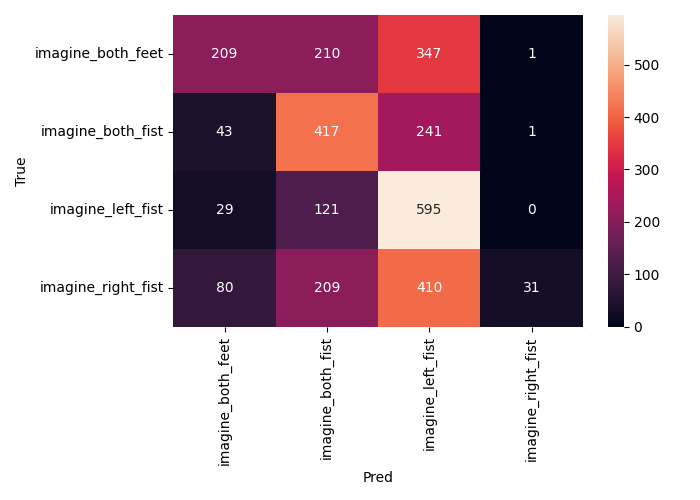 imagine_both_feet 209 210 347 1
imagine_both_fist 43 417 241 1
imagine_left_fist 29 121 595 0
imagine_right_fist 80 209 410 31
True
imagine_both_feet
imagine_both_fist
imagine_left_fist
imagine_right_fist
Pred
500
400
300
200
100
0